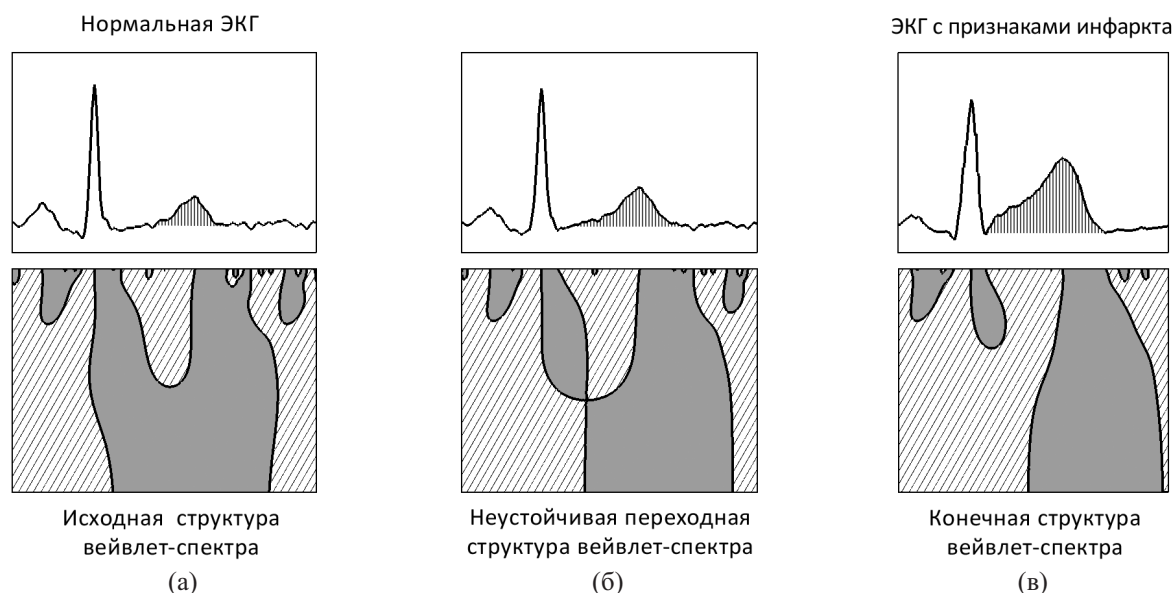 Нормальная ЭКГ
ЭКГ с признаками инфаркта
Исходная структура
вейвлет-спектра
(а)
Неустойчивая переходная
структура вейвлет-спектра
(б)
Конечная структура
вейвлет-спектра
(в)